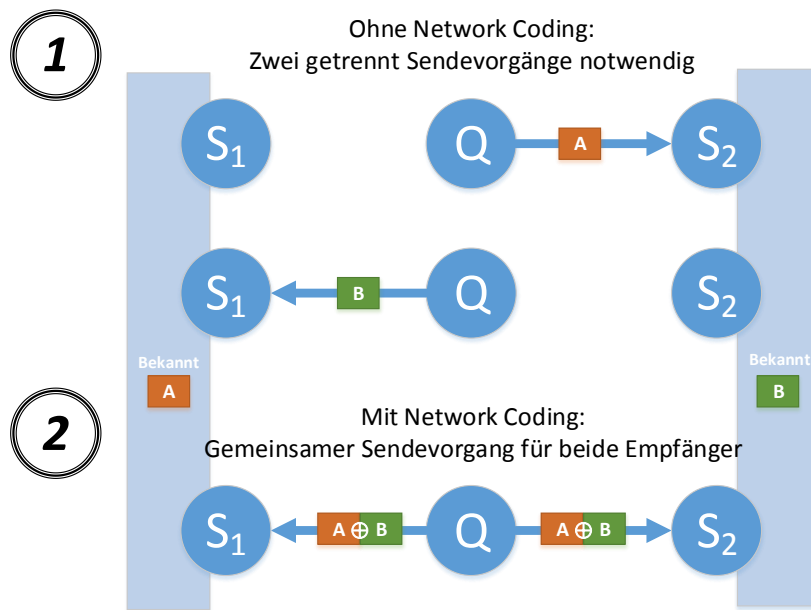 1
Ohne Network Coding:
Zwei getrennt Sendevorgänge notwendig
S₁ Q A S₂
S₁ B Q S₂
Bekannt
A
Bekannt
B
2
Mit Network Coding:
Gemeinsamer Sendevorgang für beide Empfänger
S₁ A ⊕ B Q A ⊕ B S₂